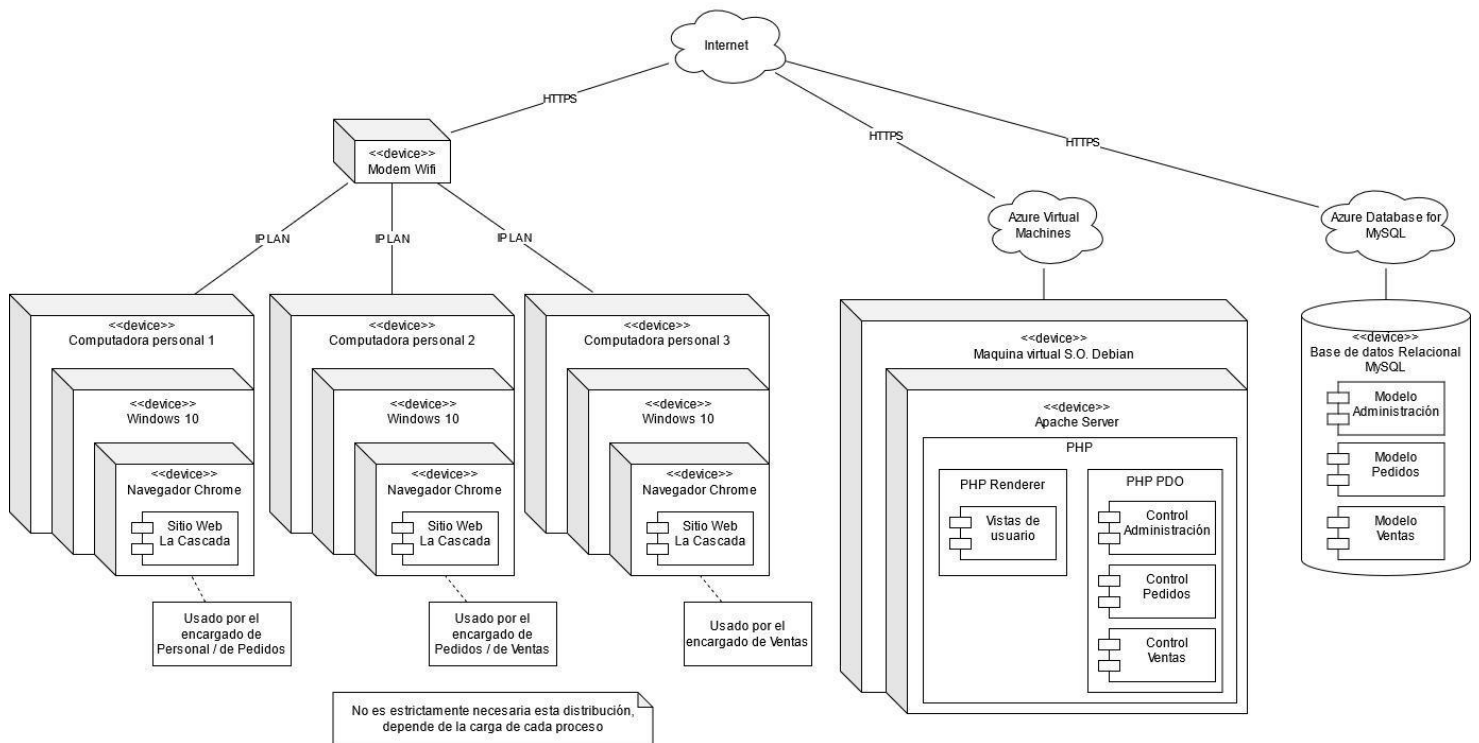 Internet
HTTPS
HTTPS
HTTPS
<<device>>
Modem Wifi
IP LAN
IP LAN
IP LAN
Azure Virtual
Machines
Azure Database for
MySQL
<<device>>
Computadora personal 1
<<device>>
Windows 10
<<device>>
Navegador Chrome
Sitio Web
La Cascada
Usado por el
encargado de
Personal / de Pedidos
<<device>>
Computadora personal 2
<<device>>
Windows 10
<<device>>
Navegador Chrome
Sitio Web
La Cascada
Usado por el
encargado de
Pedidos / de Ventas
<<device>>
Computadora personal 3
<<device>>
Windows 10
<<device>>
Navegador Chrome
Sitio Web
La Cascada
Usado por el
encargado de Ventas
No es estrictamente necesaria esta distribución,
depende de la carga de cada proceso
<<device>>
Maquina virtual S.O. Debian
<<device>>
Apache Server
PHP
PHP Renderer
Vistas de
usuario
PHP PDO
Control
Administración
Control
Pedidos
Control
Ventas
<<device>>
Base de datos Relacional
MySQL
Modelo
Administración
Modelo
Pedidos
Modelo
Ventas